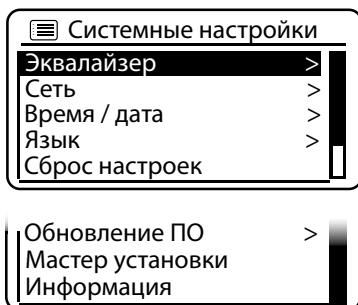 Системные настройки
Эквалайзер >
Сеть >
Время / дата >
Язык >
Сброс настроек
Обновление ПО >
Мастер установки
Информация